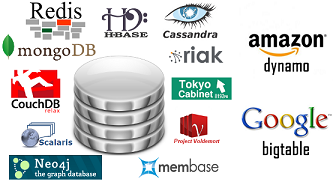 Redis
HBASE
Cassandra
mongoDB
riak
amazon
dynamo
CouchDB
relax
Tokyo
Cabinet
Scalaris
Project Voldemort
Google
bigtable
Neo4j
the graph database
membase